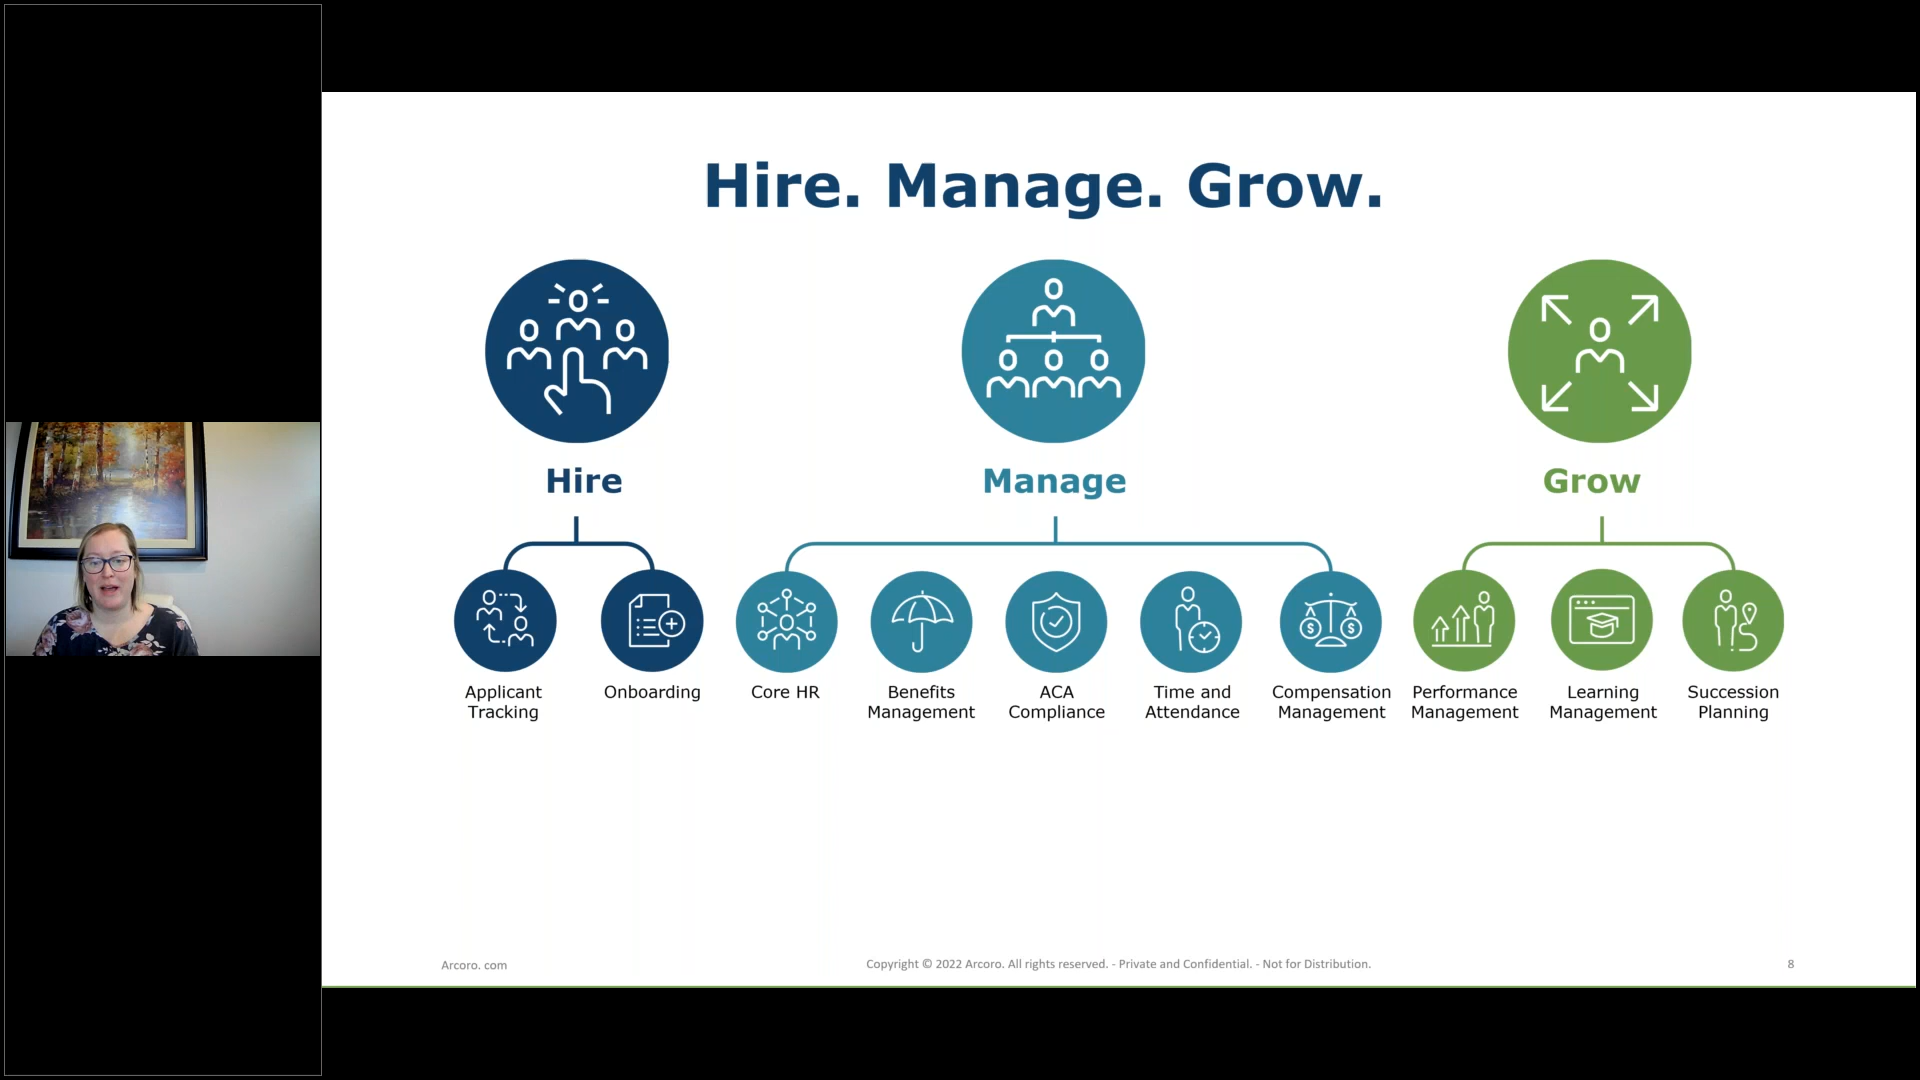 Hire. Manage. Grow.
Hire
Manage
Grow
Applicant
Tracking
Onboarding
Core HR
Benefits
Management
ACA
Compliance
Time and
Attendance
Compensation
Management
Performance
Management
Learning
Management
Succession
Planning
Arcoro. com
Copyright © 2022 Arcoro. All rights reserved. - Private and Confidential. - Not for Distribution.
8